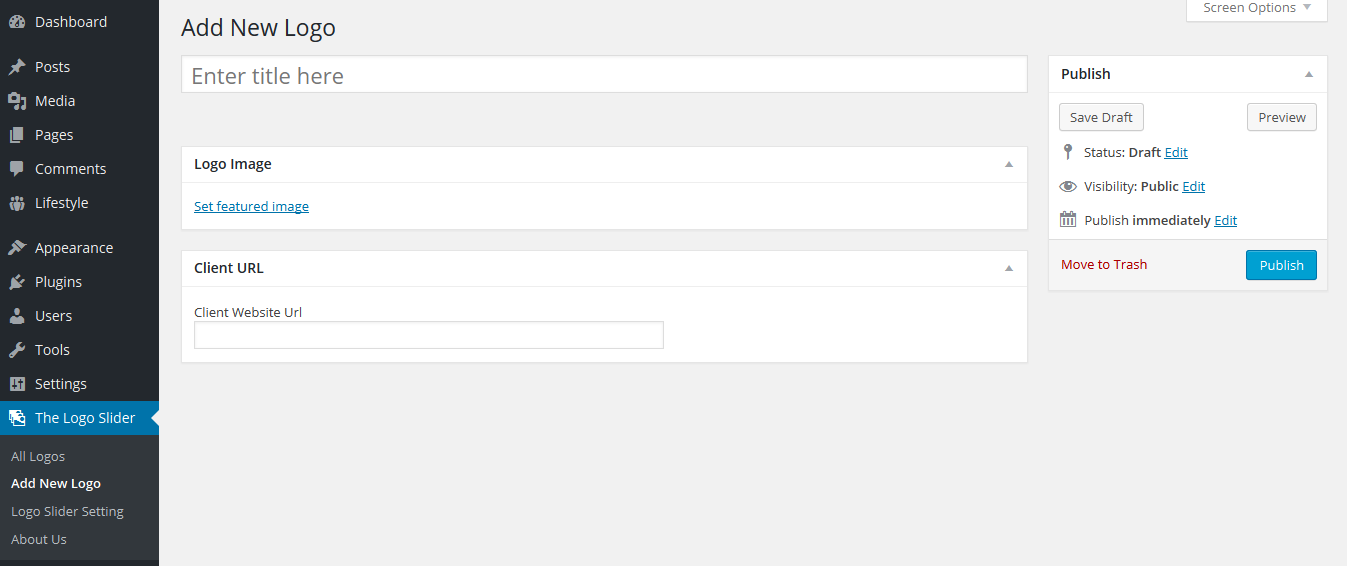 Dashboard
Posts
Media
Pages
Comments
Lifestyle
Appearance
Plugins
Users
Tools
Settings
The Logo Slider
All Logos
Add New Logo
Logo Slider Setting
About Us
Screen Options
Add New Logo
Enter title here
Logo Image
Set featured image
Client URL
Client Website Url
Publish
Save Draft Preview
Status: Draft Edit
Visibility: Public Edit
Publish immediately Edit
Move to Trash Publish